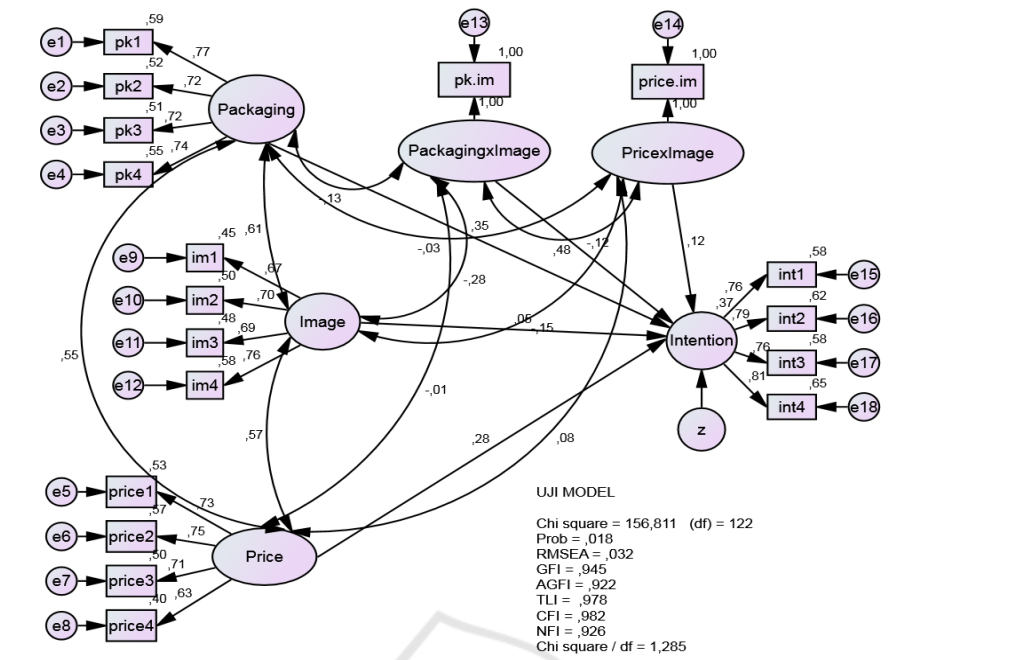 e13
e14
,59
e1
pk1
,77
1,00
1,00
pk.im
price.im
,52
e2
pk2
,72
1,00
1,00
Packaging
,51
e3
pk3
,72
PackagingxImage
PricexImage
,55
,74
e4
pk4
-,13
,35
,61
-,03
,48
-,12
,12
,45
e9
im1
,67
-,28
,58
int1
e15
,76
,50
e10
im2
,70
,37
,79
,62
int2
e16
Image
,05
-,15
Intention
,48
e11
im3
,69
,76
,58
int3
e17
,58
,76
e12
im4
,81
,65
int4
e18
,55
-,01
z
,57
,28
,08
,53
e5
price1
,73
,57
e6
price2
,75
Price
,50
e7
price3
,71
,40
,63
e8
price4
UJI MODEL
Chi square = 156,811 (df) = 122
Prob = ,018
RMSEA = ,032
GFI = ,945
AGFI = ,922
TLI = ,978
CFI = ,982
NFI = ,926
Chi square / df = 1,285